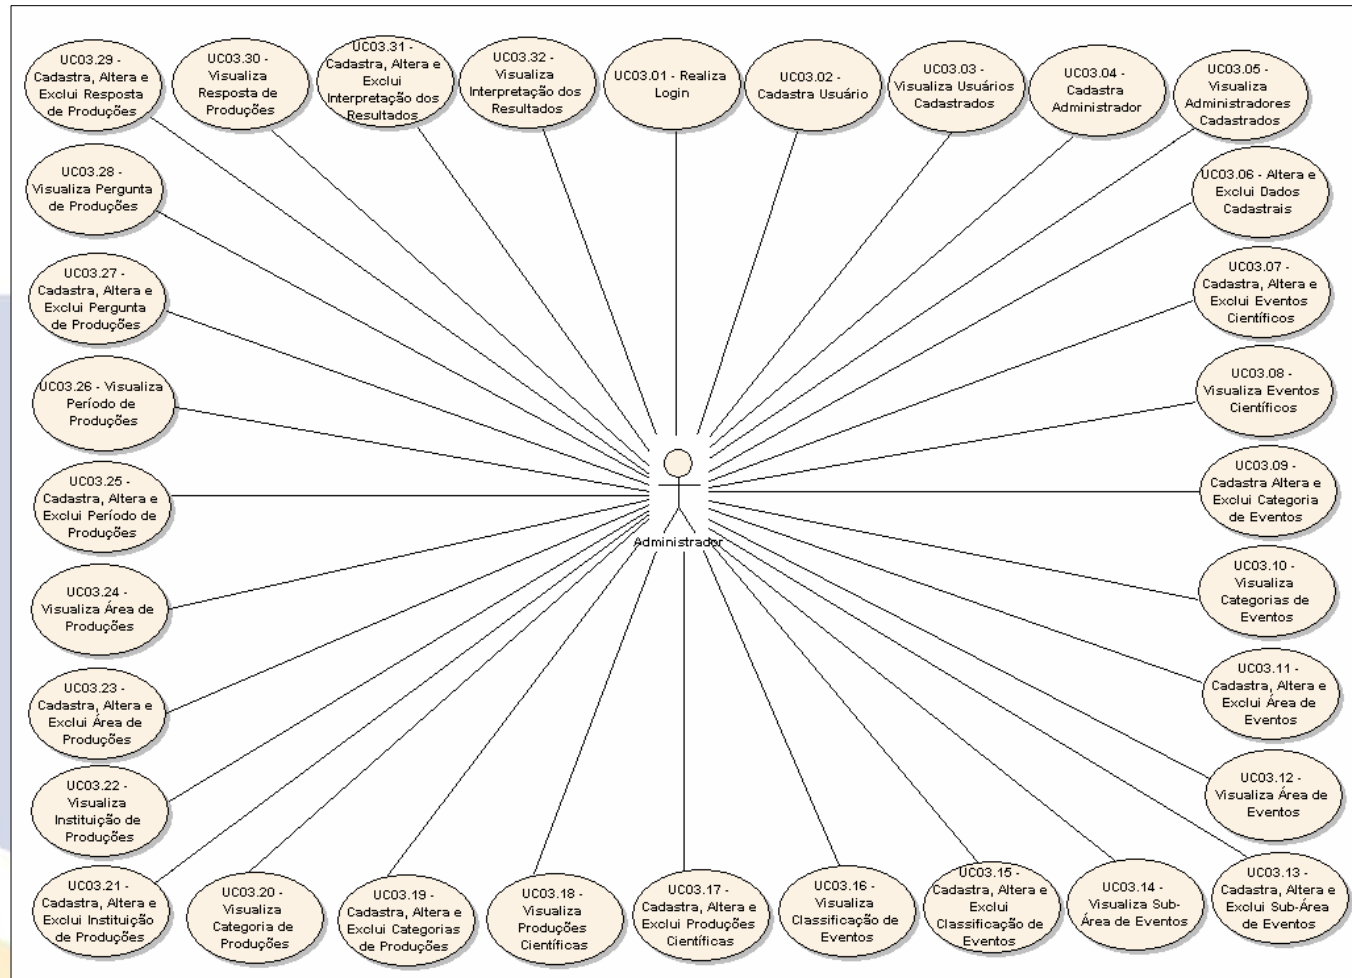 UC03.29 -
Cadastra, Altera e
Exclui Resposta
de Produções
UC03.30 -
Visualiza
Resposta de
Produções
UC03.31 -
Cadastra, Altera e
Exclui
Interpretação dos
Resultados
UC03.32 -
Visualiza
Interpretação dos
Resultados
UC03.01 - Realiza
Login
UC03.02 -
Cadastra Usuário
UC03.03 -
Visualiza Usuários
Cadastrados
UC03.04 -
Cadastra
Administrador
UC03.05 -
Visualiza
Administradores
Cadastrados
UC03.28 -
Visualiza Pergunta
de Produções
UC03.06 - Altera e
Exclui Dados
Cadastrais
UC03.27 -
Cadastra, Altera e
Exclui Pergunta
de Produções
UC03.07 -
Cadastra, Altera e
Exclui Eventos
Científicos
UC03.26 - Visualiza
Período de
Produções
UC03.08 -
Visualiza Eventos
Científicos
UC03.25 -
Cadastra, Altera e
Exclui Período de
Produções
UC03.09 -
Cadastra Altera e
Exclui Categoria
de Eventos
Administrador
UC03.24 -
Visualiza Área de
Produções
UC03.10 -
Visualiza
Categorias de
Eventos
UC03.23 -
Cadastra, Altera e
Exclui Área de
Produções
UC03.11 -
Cadastra, Altera e
Exclui Área de
Eventos
UC03.22 -
Visualiza
Instituição de
Produções
UC03.12 -
Visualiza Área de
Eventos
UC03.21 -
Cadastra, Altera e
Exclui Instituição
de Produções
UC03.20 -
Visualiza
Categoria de
Produções
UC03.19 -
Cadastra, Altera e
Exclui Categorias
de Produções
UC03.18 -
Visualiza
Produções
Científicas
UC03.17 -
Cadastra, Altera e
Exclui Produções
Científicas
UC03.16 -
Visualiza
Classificação de
Eventos
UC03.15 -
Cadastra, Altera e
Exclui
Classificação de
Eventos
UC03.14 -
Visualiza Sub-
Área de Eventos
UC03.13 -
Cadastra, Altera e
Exclui Sub-Área
de Eventos